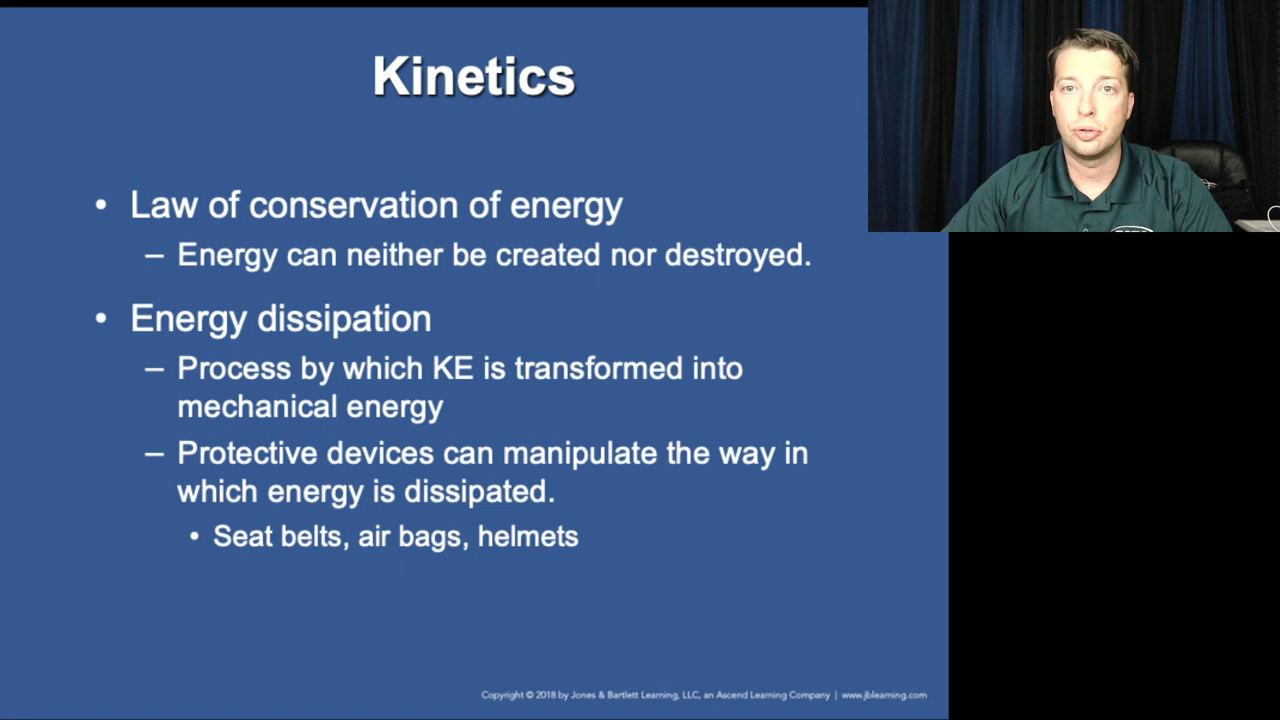 Kinetics
• Law of conservation of energy
– Energy can neither be created nor destroyed.
• Energy dissipation
– Process by which KE is transformed into
mechanical energy
– Protective devices can manipulate the way in
which energy is dissipated.
• Seat belts, air bags, helmets
Copyright © 2018 by Jones & Bartlett Learning, LLC, an Ascend Learning Company | www.jblearning.com